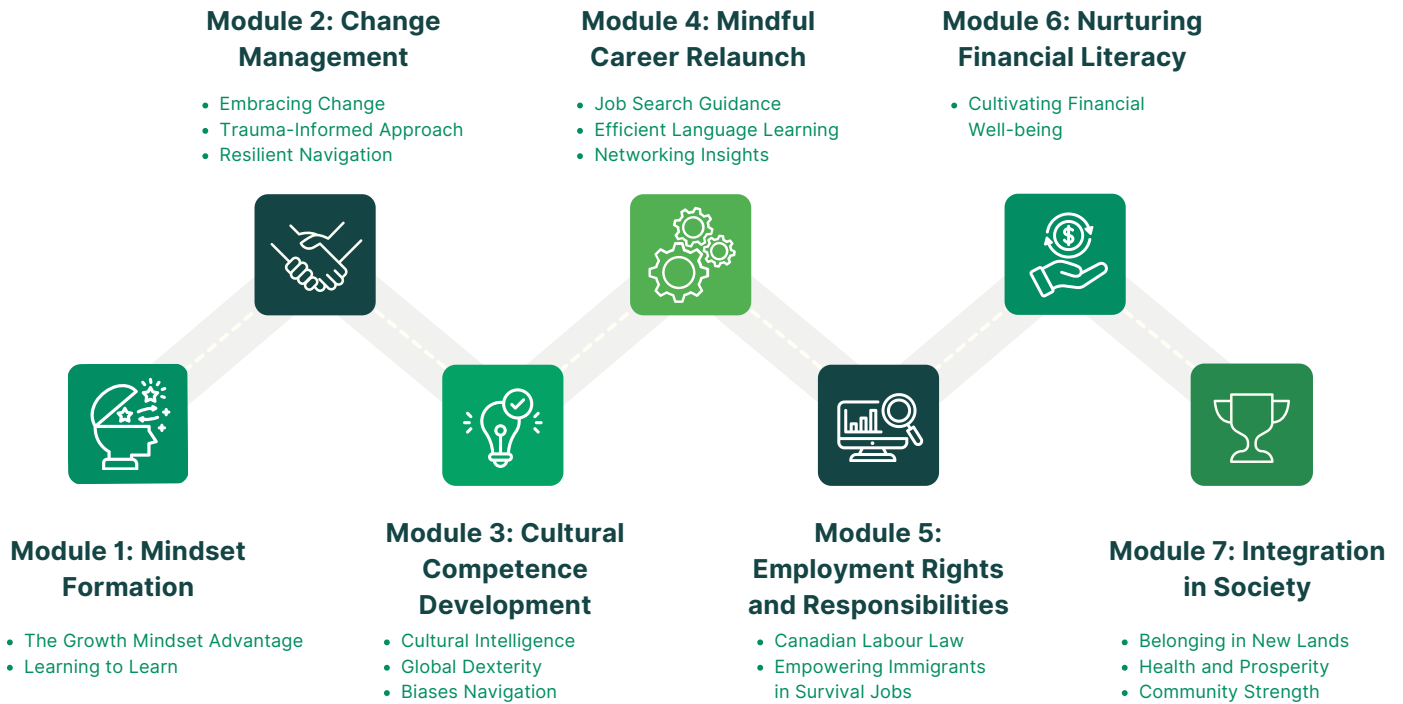 Module 2: Change
Management
• Embracing Change
• Trauma-Informed Approach
• Resilient Navigation
Module 4: Mindful
Career Relaunch
• Job Search Guidance
• Efficient Language Learning
• Networking Insights
Module 6: Nurturing
Financial Literacy
• Cultivating Financial
Well-being
$
Module 1: Mindset
Formation
• The Growth Mindset Advantage
• Learning to Learn
Module 3: Cultural
Competence
Development
• Cultural Intelligence
• Global Dexterity
• Biases Navigation
Module 5:
Employment Rights
and Responsibilities
• Canadian Labour Law
• Empowering Immigrants
in Survival Jobs
Module 7: Integration
in Society
• Belonging in New Lands
• Health and Prosperity
• Community Strength